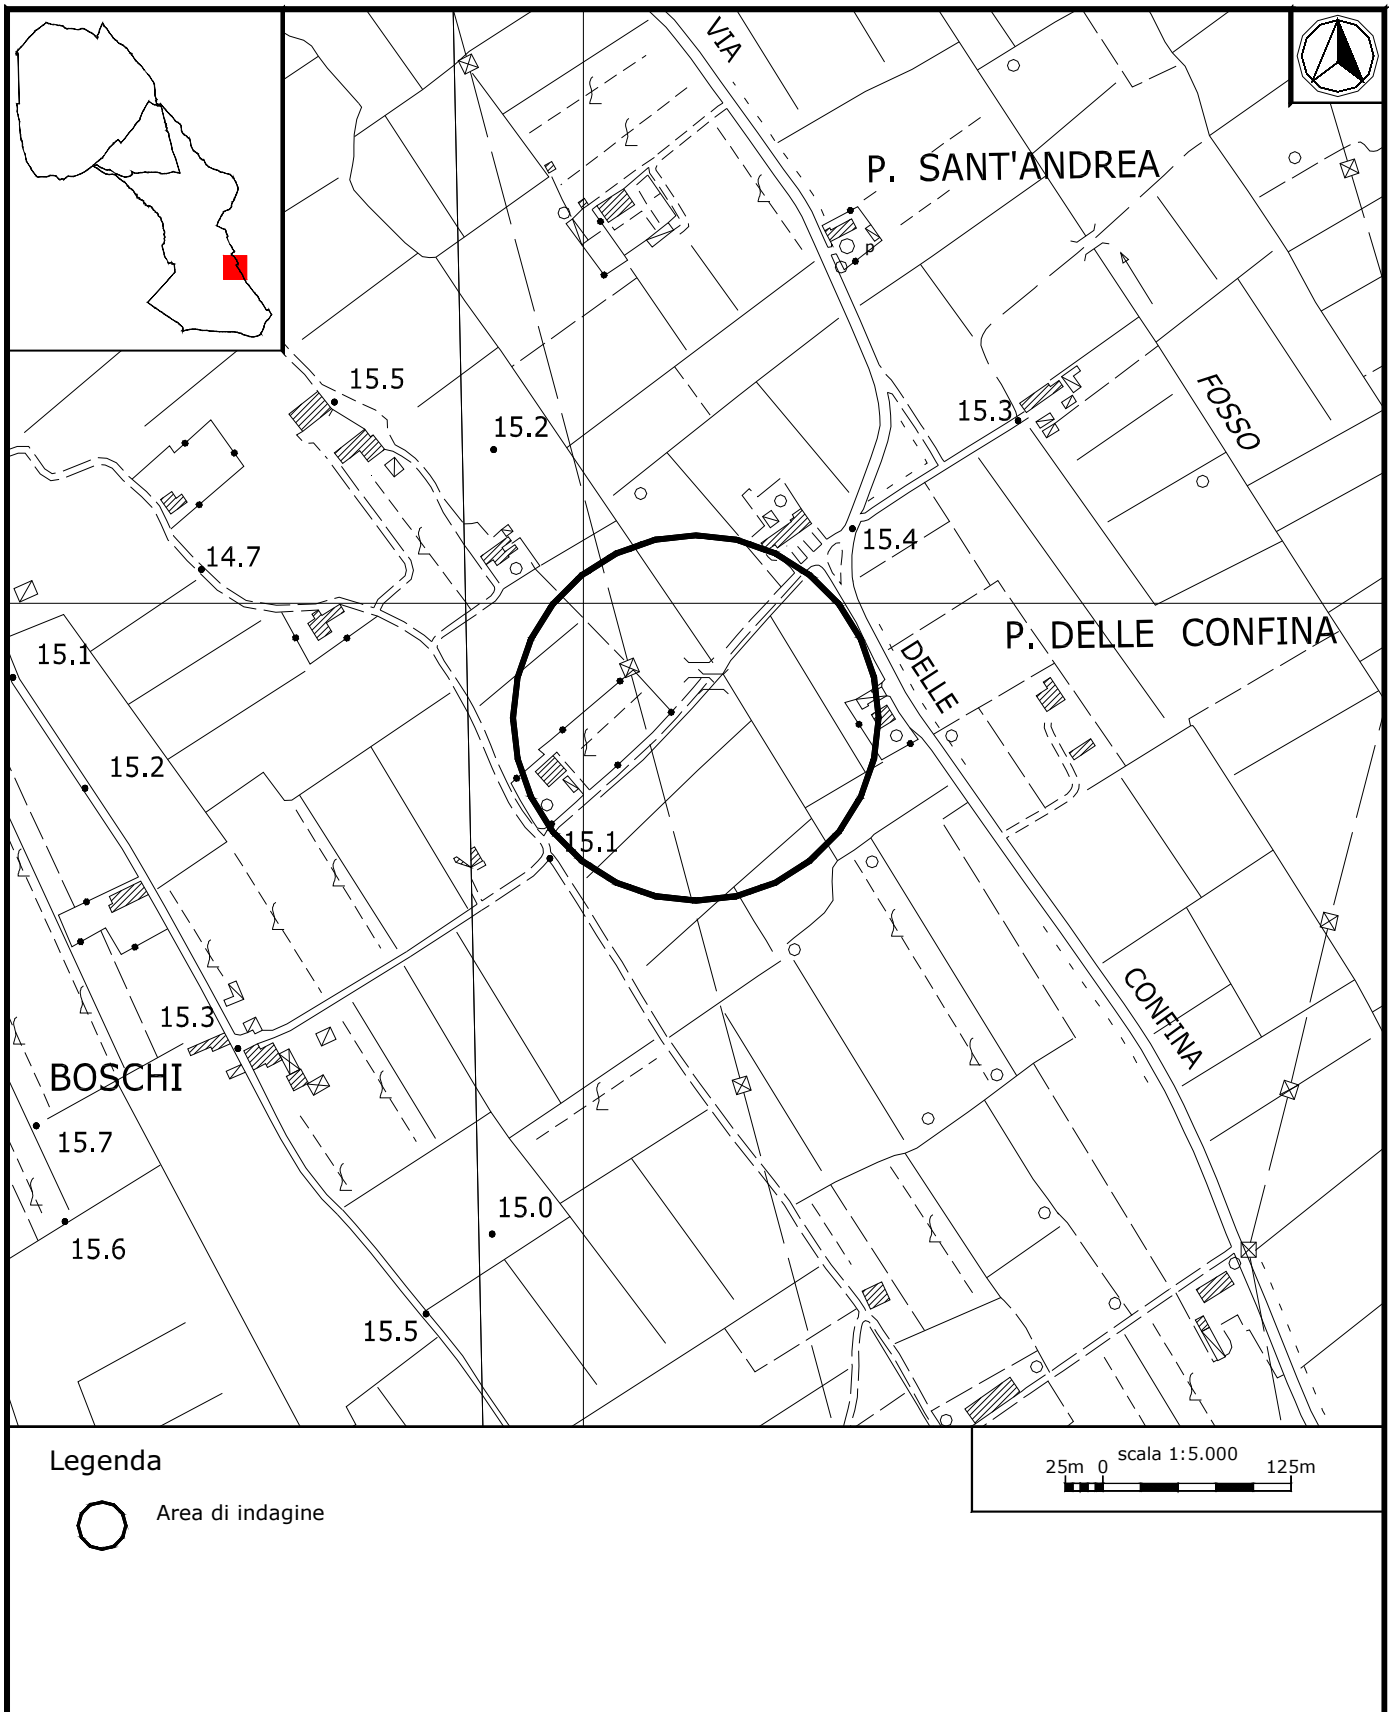 VIA
P. SANT'ANDREA
p
15.5
15.2
15.3
FOSSO
15.4
14.7
15.1
P. DELLE CONFINA
DELLE
15.2
15.1
CONFINA
15.3
BOSCHI
15.7
15.0
15.6
15.5
Legenda
Area di indagine
scala 1:5.000
25m 0 125m